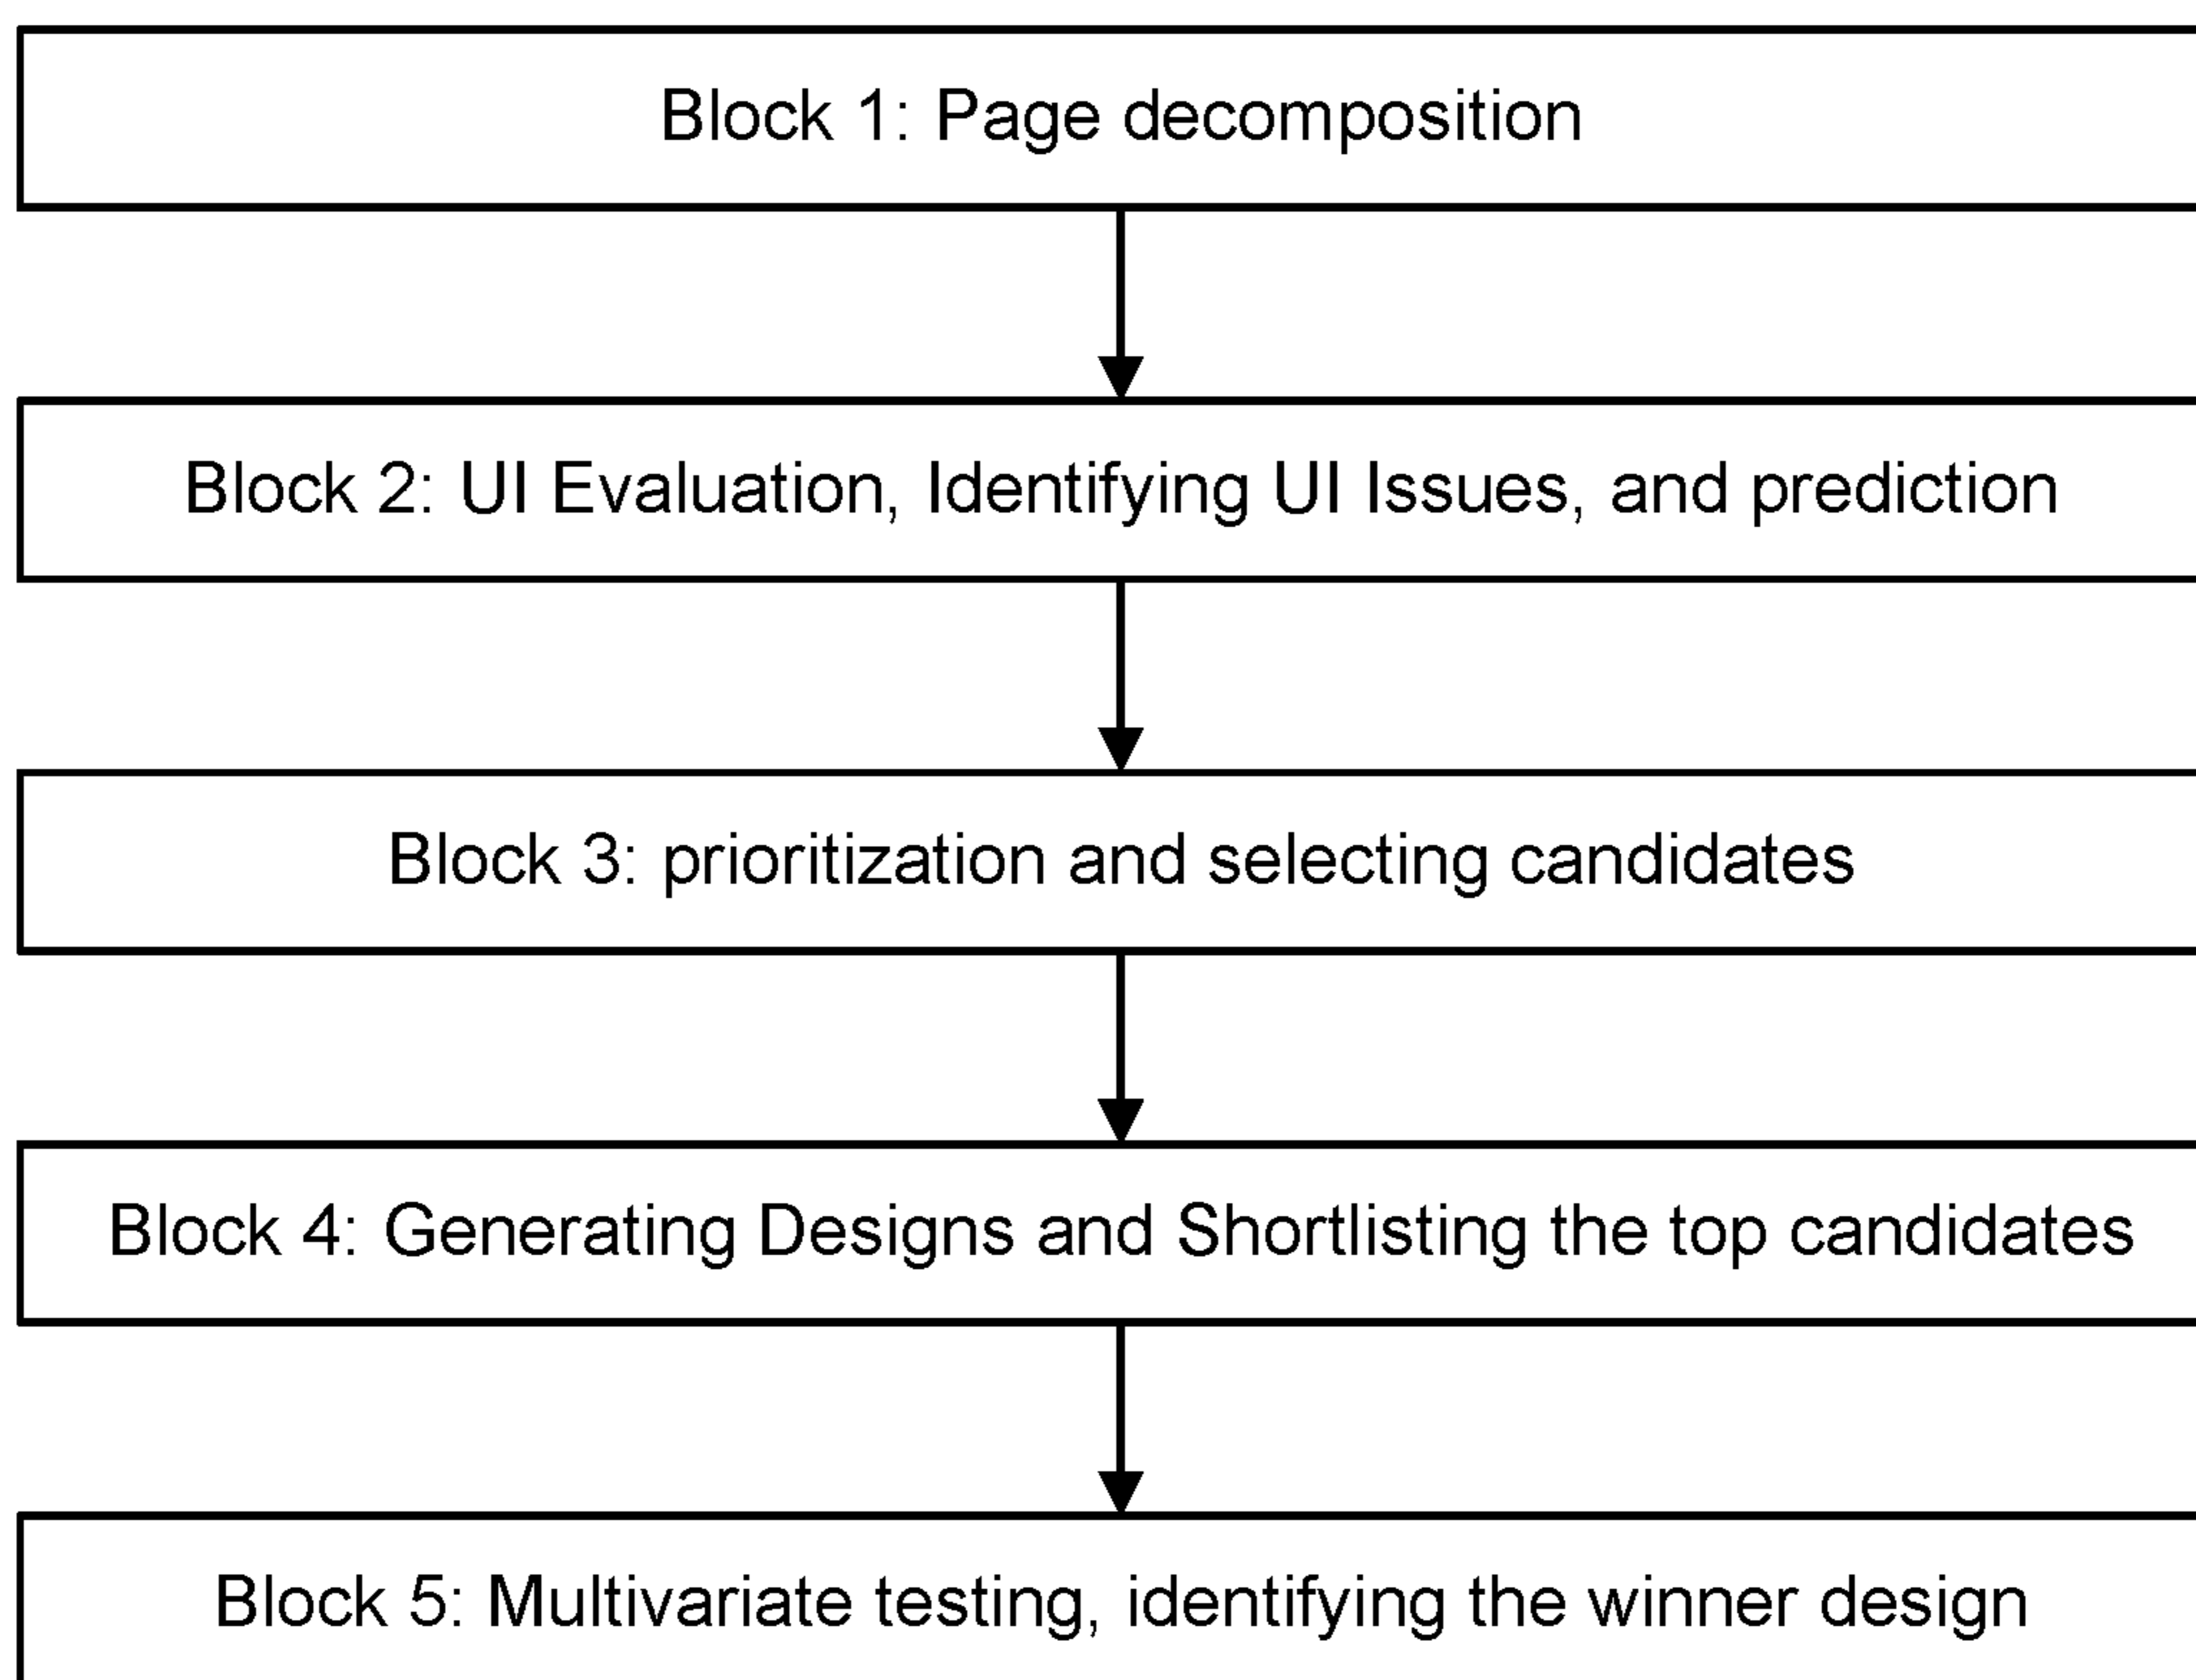 Block 1: Page decomposition
Block 2: UI Evaluation, Identifying UI Issues, and prediction
Block 3: prioritization and selecting candidates
Block 4: Generating Designs and Shortlisting the top candidates
Block 5: Multivariate testing, identifying the winner design